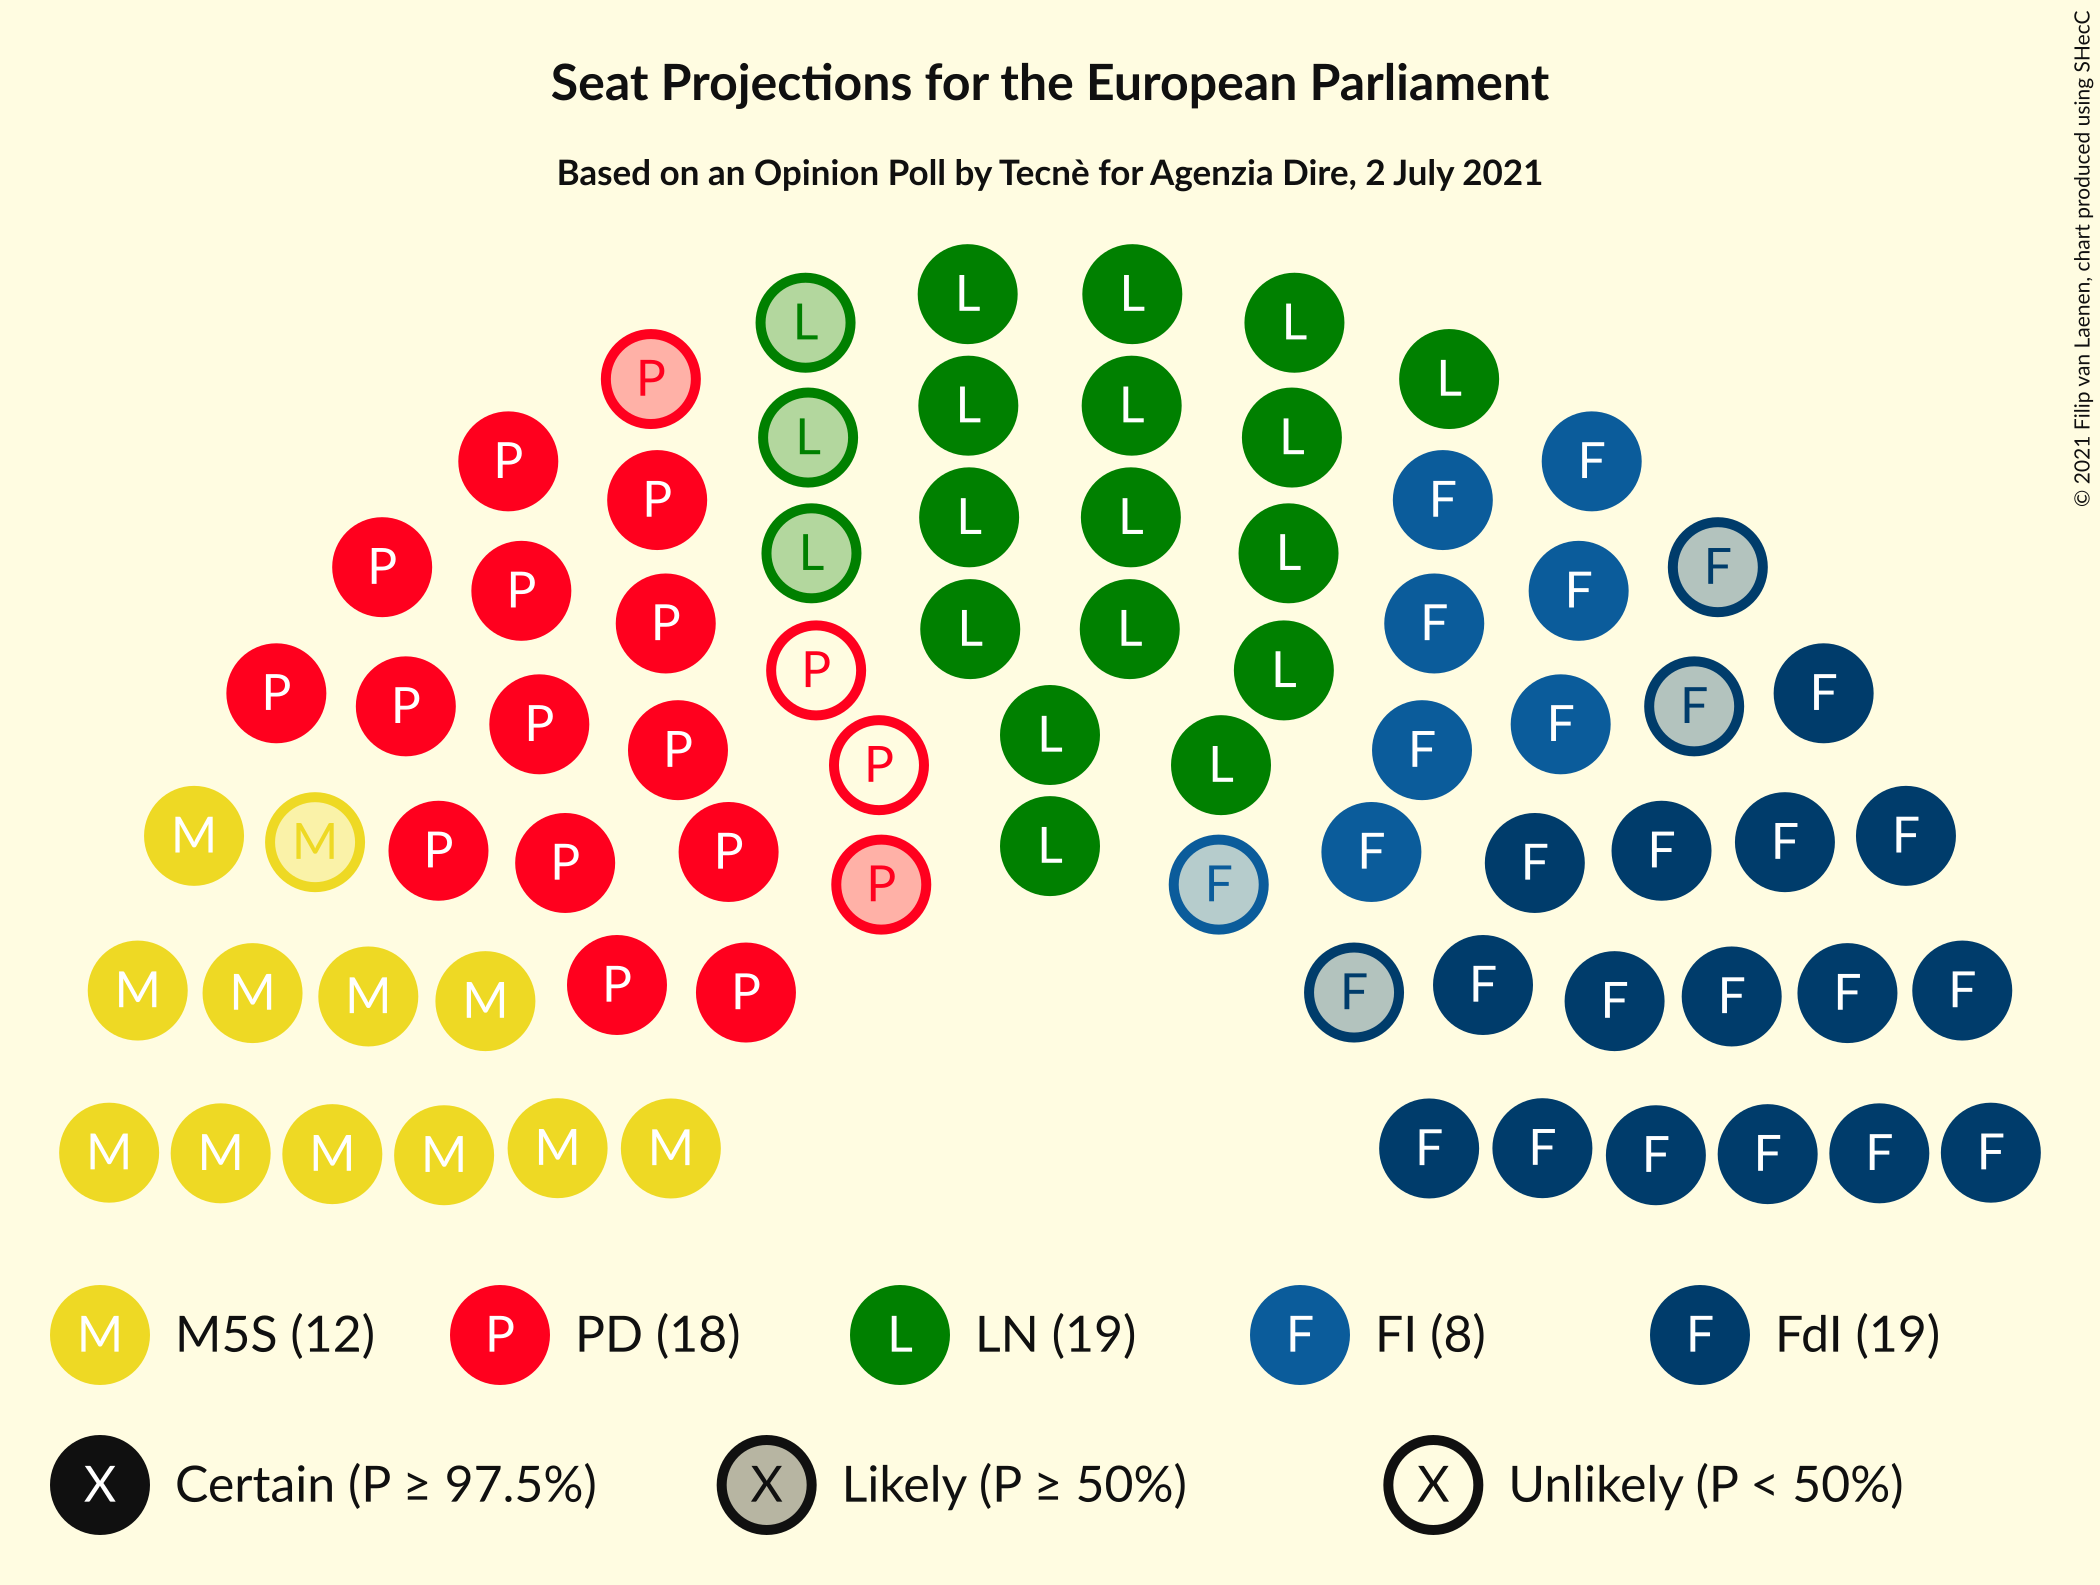 © 2021 Filip van Laenen, chart produced using SHecC
Seat Projections for the European Parliament
Based on an Opinion Poll by Tecnè for Agenzia Dire, 2 July 2021
P L L L L L
P L L L L F
P L L L L F
P P P P L L L F F F
P P P P P L L F F F F
M M P P P P L F F F F F F
M M M M P P F F F F F F
M M M M M M F F F F F F
M M5S (12) P PD (18) L LN (19) F FI (8) F FdI (19)
X Certain (P ≥ 97.5%) X Likely (P ≥ 50%) X Unlikely (P < 50%)